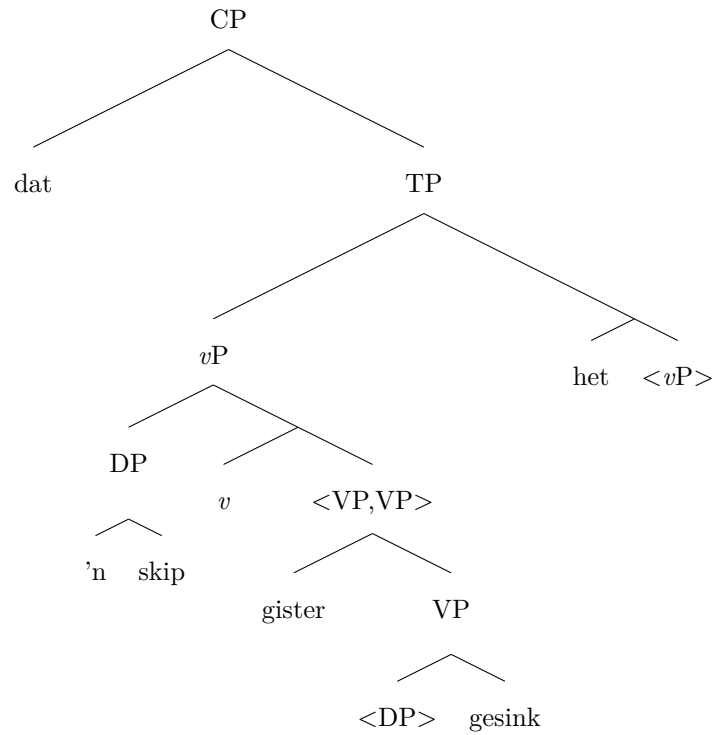 CP
dat TP
vP het <vP>
DP v <VP,VP>
'n skip gister VP
<DP> gesink